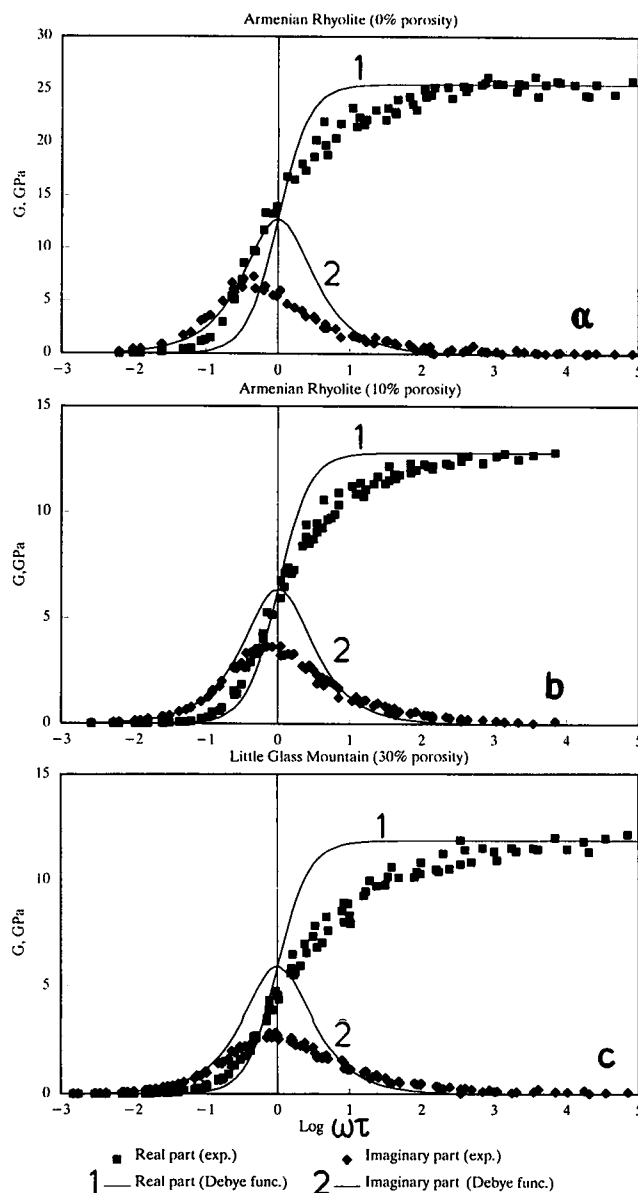 Armenian Rhyolite (0% porosity)
30
25
20
15
10
5
0
G, GPa
1
2
α
−3 −2 −1 0 1 2 3 4 5
Armenian Rhyolite (10% porosity)
15
10
5
0
G,GPa
1
2
b
−3 −2 −1 0 1 2 3 4 5
Little Glass Mountain (30% porosity)
15
10
5
0
G, GPa
1
2
c
−3 −2 −1 0 1 2 3 4 5
Log ωτ
Real part (exp.) Imaginary part (exp.)
1 Real part (Debye func.) 2 Imaginary part (Debye func.)